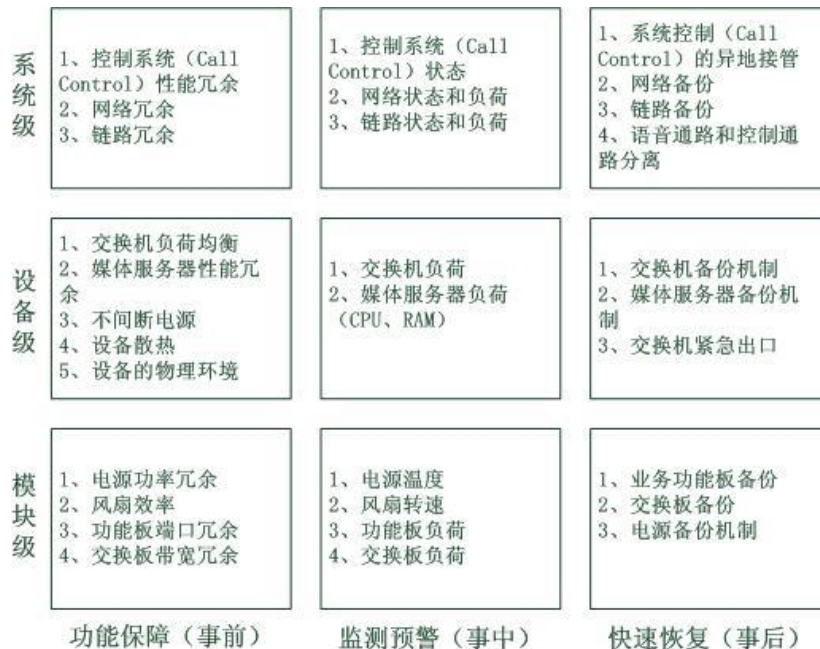 系统级
1、控制系统（Call
Control）性能冗余
2、网络冗余
3、链路冗余
1、控制系统（Call
Control）状态
2、网络状态和负荷
3、链路状态和负荷
1、系统控制（Call
Control）的异地接管
2、网络备份
3、链路备份
4、语音通路和控制通
路分离
设备级
1、交换机负荷均衡
2、媒体服务器性能冗
余
3、不间断电源
4、设备散热
5、设备的物理环境
1、交换机负荷
2、媒体服务器负荷
（CPU、RAM）
1、交换机备份机制
2、媒体服务器备份机
制
3、交换机紧急出口
模块级
1、电源功率冗余
2、风扇效率
3、功能板端口冗余
4、交换板带宽冗余
1、电源温度
2、风扇转速
3、功能板负荷
4、交换板负荷
1、业务功能板备份
2、交换板备份
3、电源备份机制
功能保障（事前）
监测预警（事中）
快速恢复（事后）